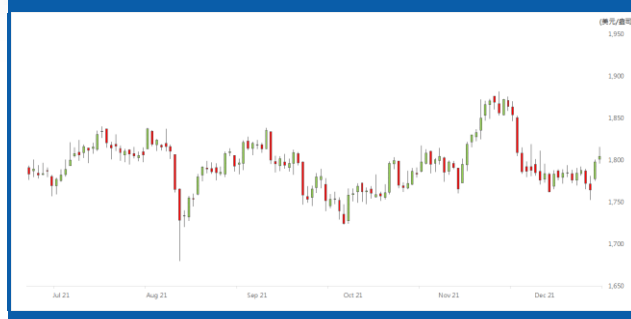 (美元/盎司
1,950
1,900
1,850
1,800
1,750
1,700
1,650
Jul 21
Aug 21
Sep 21
Oct 21
Nov 21
Dec 21